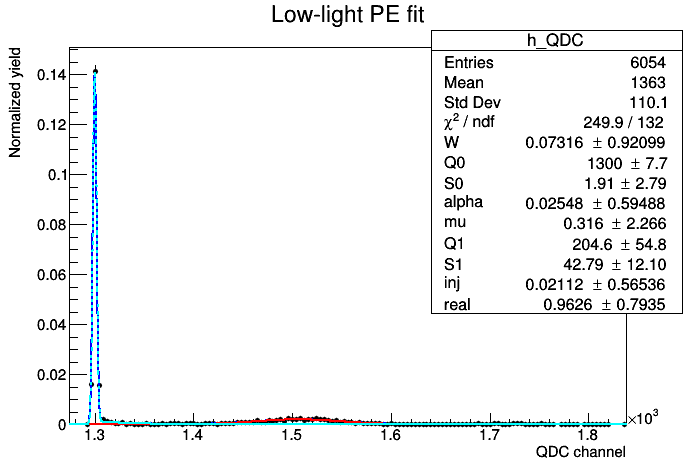 Low-light PE fit
h_QDC
Entries 6054
Mean 1363
Std Dev 110.1
χ² / ndf 249.9 / 132
W 0.07316 ± 0.92099
Q0 1300 ± 7.7
S0 1.91 ± 2.79
alpha 0.02548 ± 0.59488
mu 0.316 ± 2.266
Q1 204.6 ± 54.8
S1 42.79 ± 12.10
inj 0.02112 ± 0.56536
real 0.9626 ± 0.7935
Normalized yield
0.14
0.12
0.1
0.08
0.06
0.04
0.02
0
1.3 1.4 1.5 1.6 1.7 1.8 ×10³
QDC channel